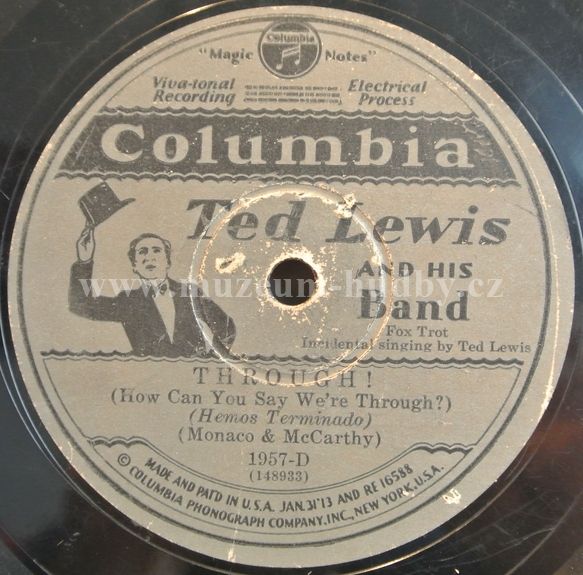 Columbia
"Magic Notes"
Viva-tonal Recording
Electrical Process
Columbia
Ted Lewis
AND HIS
Band
Fox Trot
Incidental singing by Ted Lewis
www.muzeum-hudby.cz
THROUGH!
(How Can You Say We're Through?)
(Hemos Terminado)
(Monaco & McCarthy)
1957-D
(148933)
MADE AND PAT'D IN U.S.A. JAN. 31'13 AND RE 16588
© COLUMBIA PHONOGRAPH COMPANY, INC., NEW YORK, U.S.A.